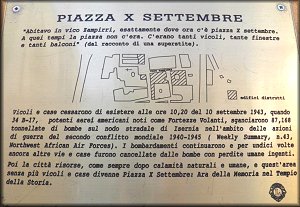 PIAZZA X SETTEMBRE
"Abitavo in vico Zampirri, esattamente dove ora c'è piazza X settembre.
A quei tempi la piazza non c'era. C'erano tanti vicoli, tante finestre
e tanti balconi" (dal racconto di una superstite).
edifici distrutti
Vicoli e case cessarono di esistere alle ore 10,20 del 10 settembre 1943, quando
34 B-17, potenti aerei americani noti come Fortezze Volanti, sganciarono 87,168
tonnellate di bombe sul nodo stradale di Isernia nell'ambito delle azioni
di guerra del secondo conflitto mondiale 1940-1945 ( Weekly Summary, n.43,
Northwest African Air Forces). I bombardamenti continuarono e per undici volte
ancora altre vie e case furono cancellate dalle bombe con perdite umane ingenti.
Poi la città risorse, come sempre dopo calamità naturali e umane, e quest'area
senza più vicoli e case divenne Piazza X Settembre: Ara della Memoria nel Tempio
della Storia.